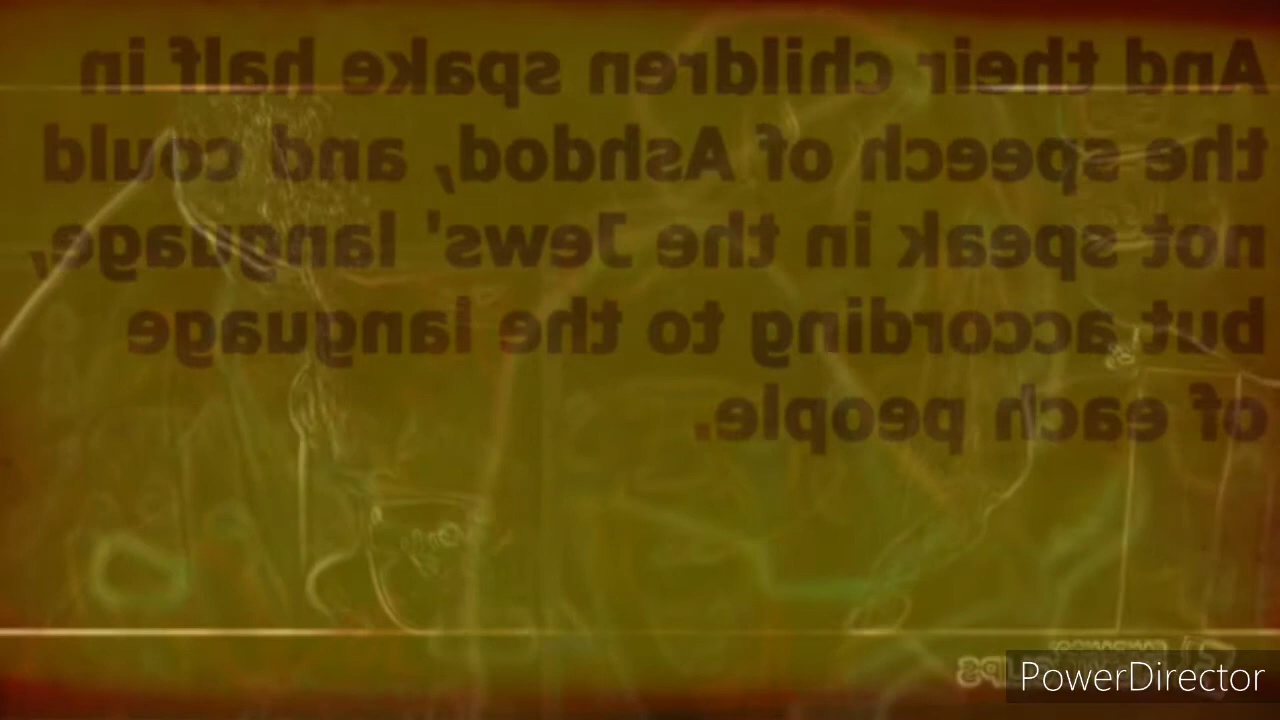 And their children spake half in
the speech of Ashdod, and could
not speak in the Jews' language,
but according to the language
of each people.
PowerDirector